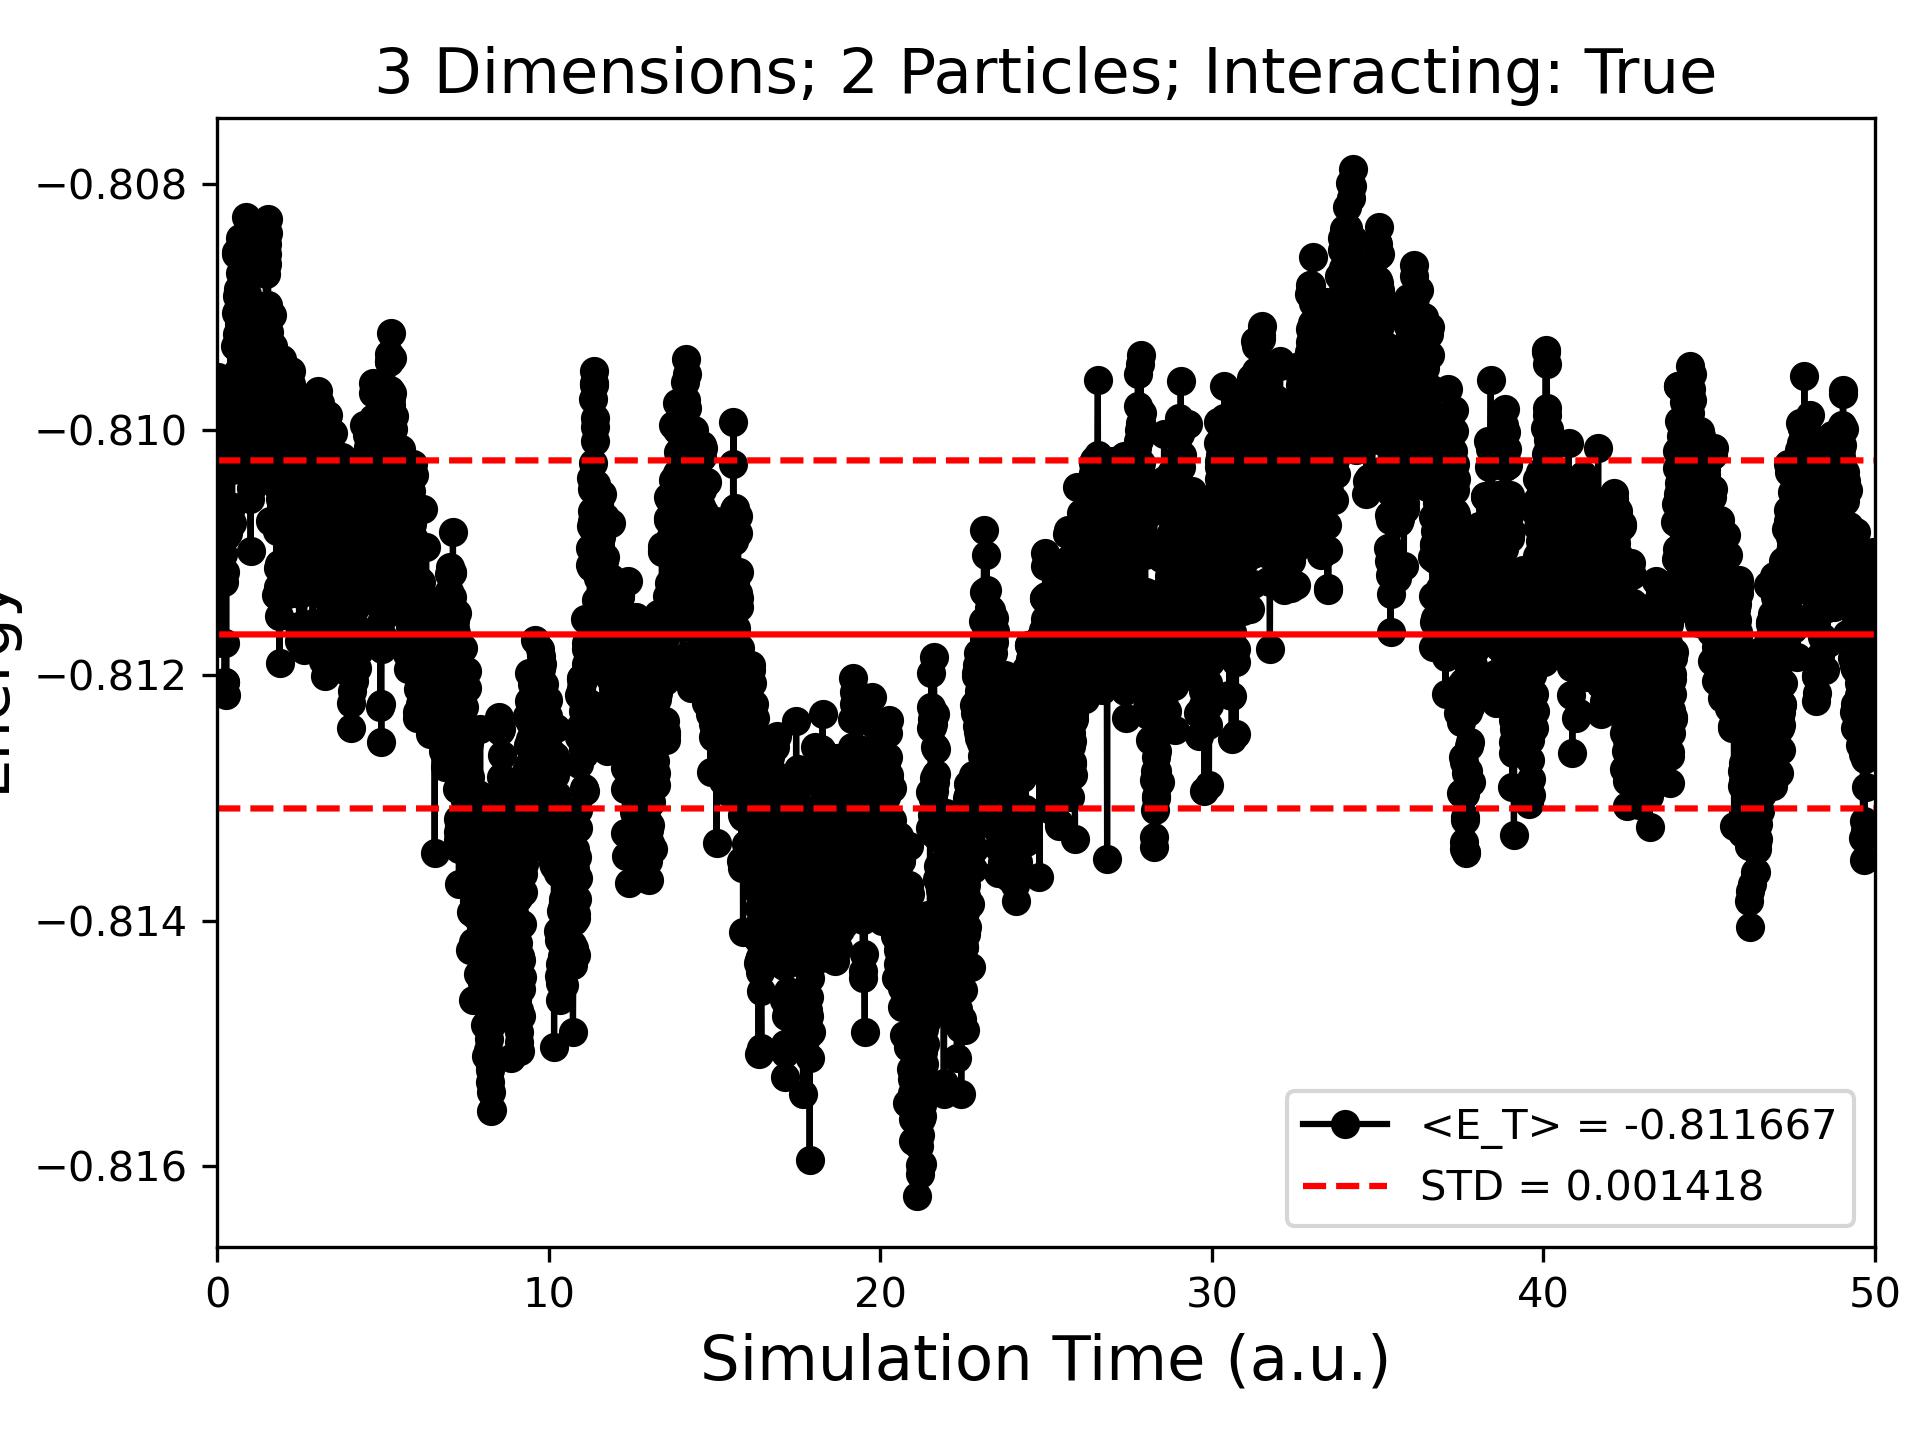 3 Dimensions; 2 Particles; Interacting: True
−0.808
−0.810
−0.812
−0.814
−0.816
Energy
0 10 20 30 40 50
Simulation Time (a.u.)
<E_T> = -0.811667
STD = 0.001418